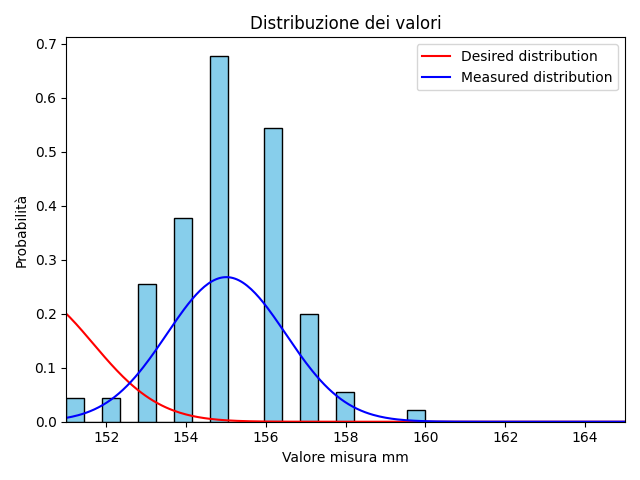 Distribuzione dei valori
Desired distribution
Measured distribution
Probabilità
0.7
0.6
0.5
0.4
0.3
0.2
0.1
0.0
152 154 156 158 160 162 164
Valore misura mm